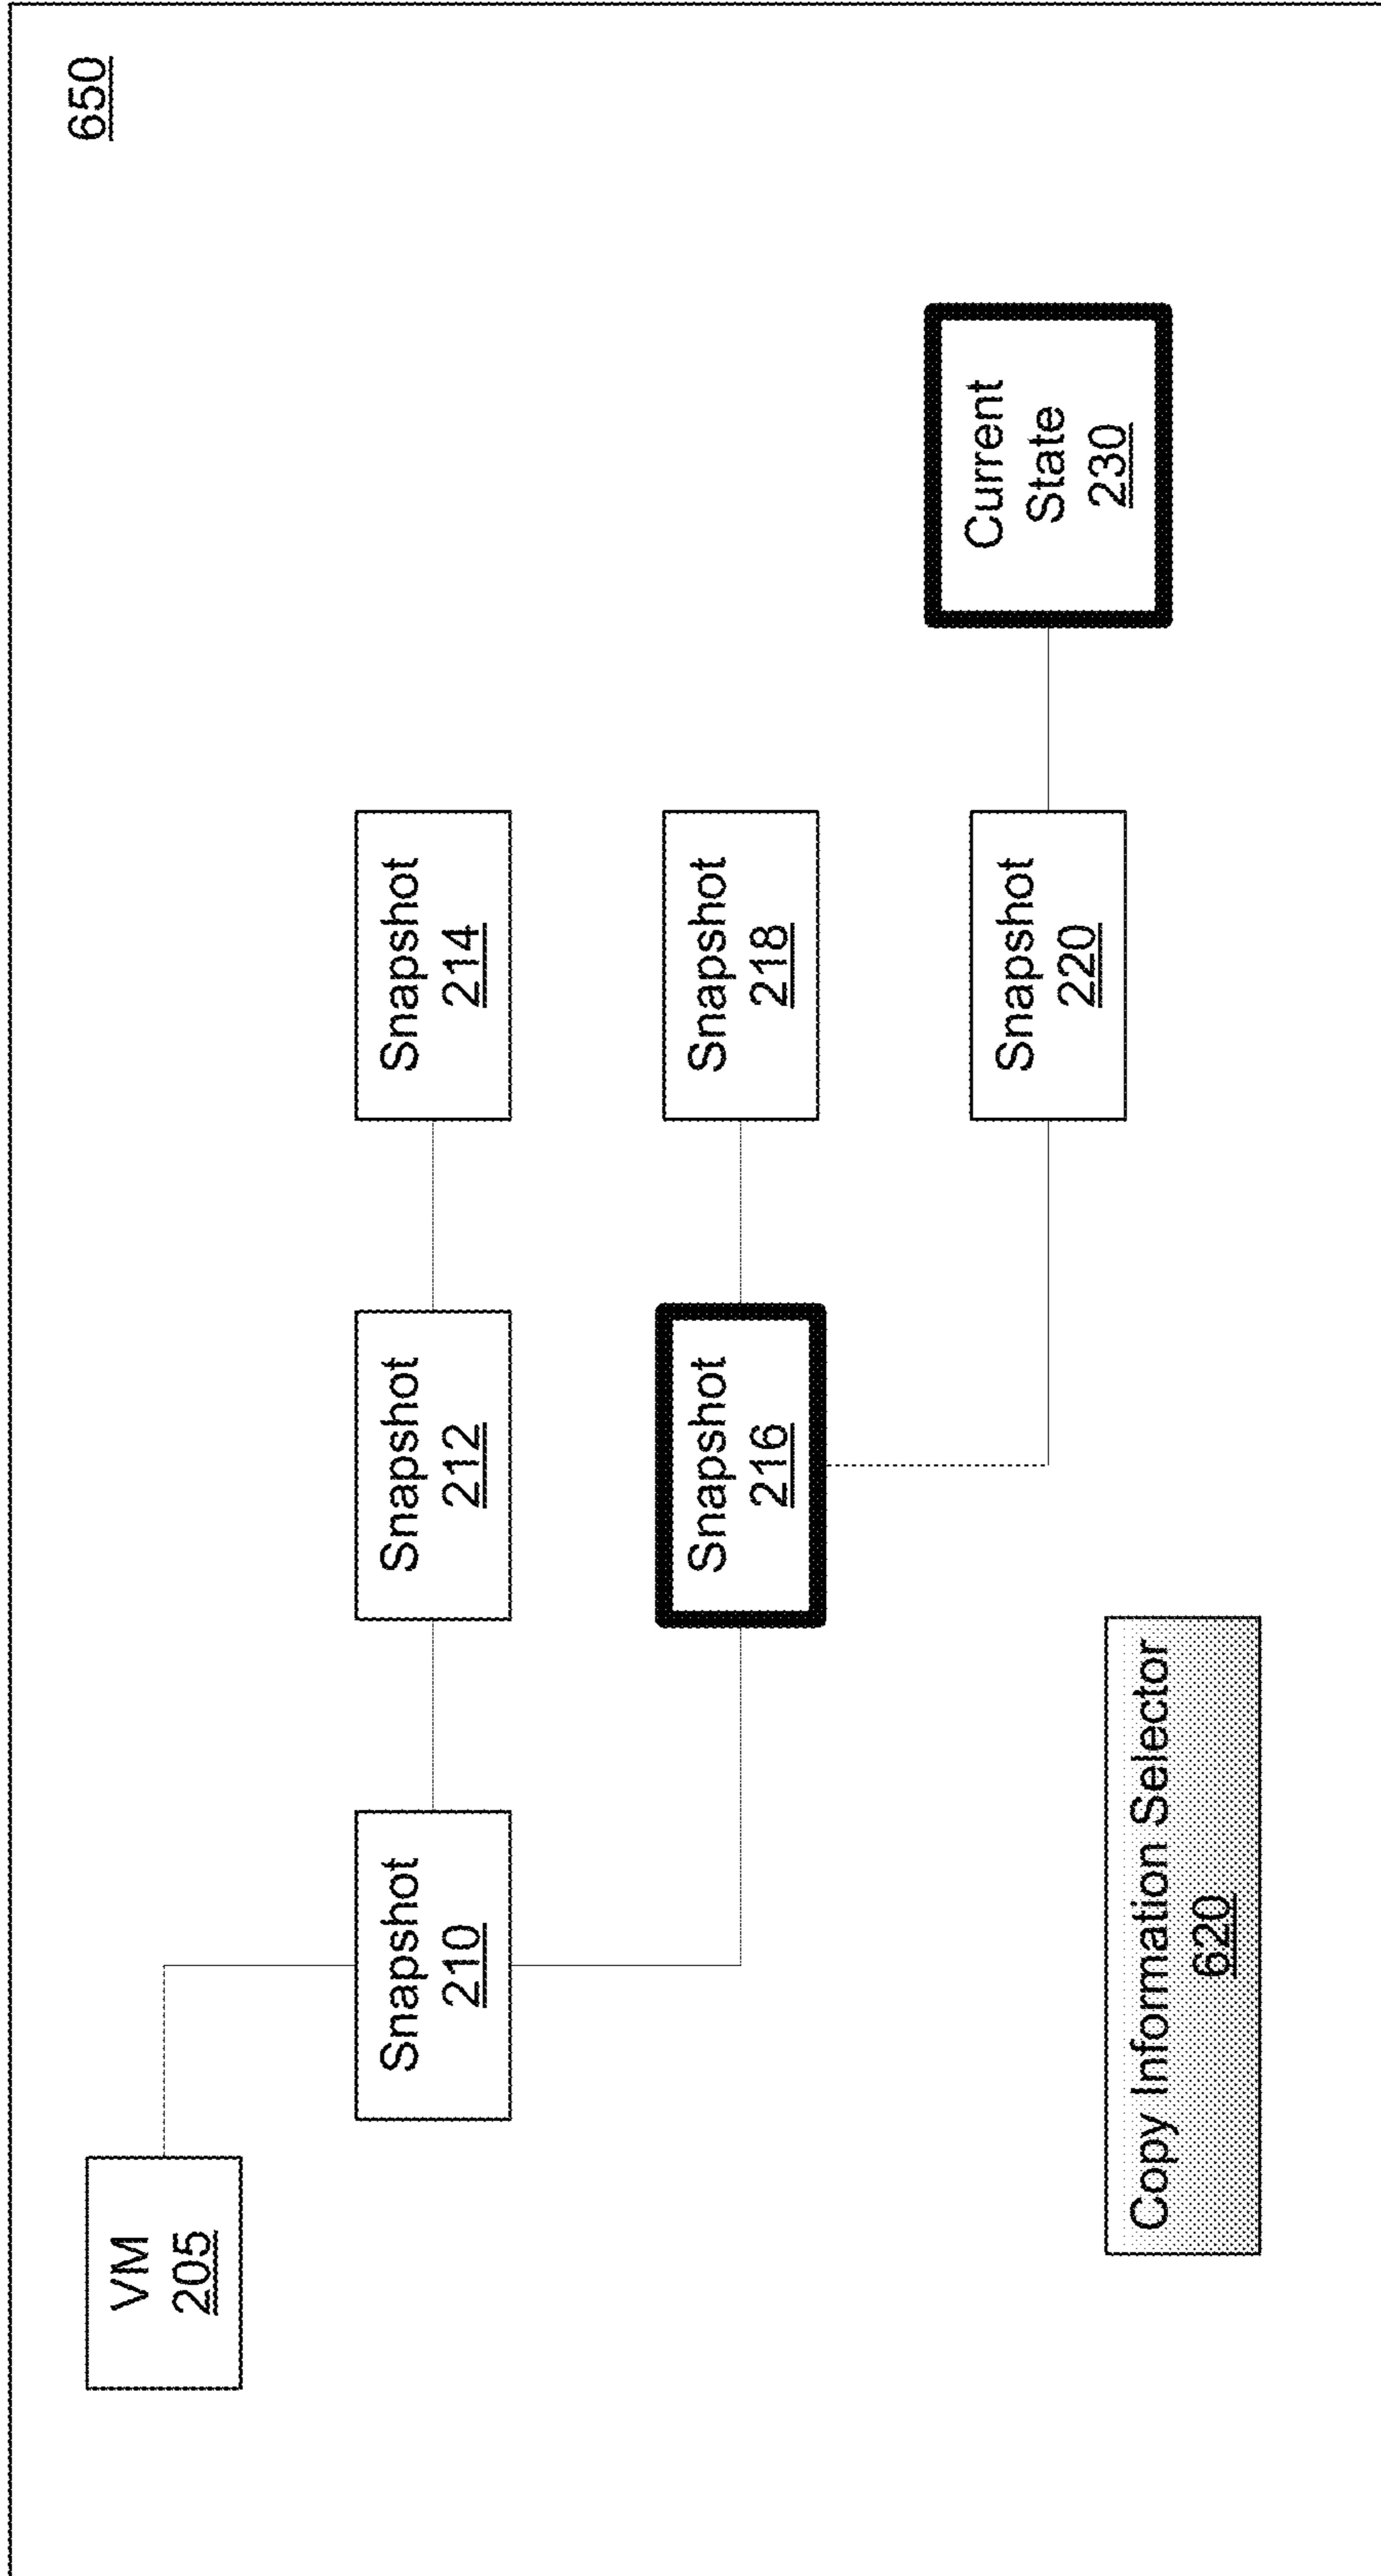 650
VM
205
Snapshot
210
Snapshot
212
Snapshot
214
Snapshot
216
Snapshot
218
Snapshot
220
Current
State
230
Copy Information Selector
620